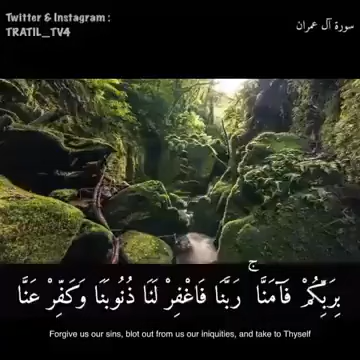 Twitter & Instagram :
TRATIL_TV4
سورة آل عمران
بِرَبِّكُمْ فَآمَنَّا ۚ رَبَّنَا فَاغْفِرْ لَنَا ذُنُوبَنَا وَكَفِّرْ عَنَّا
Forgive us our sins, blot out from us our iniquities, and take to Thyself